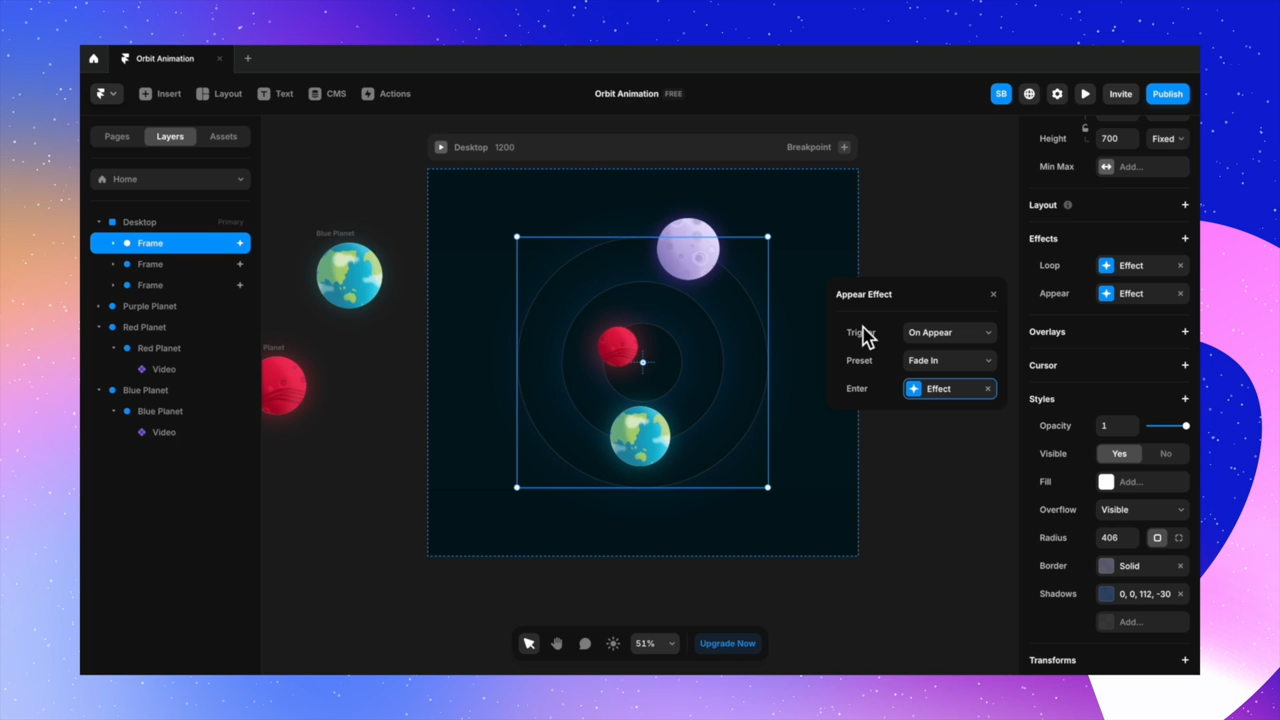 Orbit Animation
Insert
Layout
Text
CMS
Actions
Orbit Animation FREE
SB
Invite
Publish
Pages
Layers
Assets
Home
Desktop
Primary
Frame
Frame
Frame
Purple Planet
Red Planet
Red Planet
Video
Blue Planet
Blue Planet
Video
Blue Planet
Planet
Desktop 1200
Breakpoint
Appear Effect
Trigger
On Appear
Preset
Fade In
Enter
Effect
51%
Upgrade Now
Height
700
Fixed
Min Max
Add...
Layout
Effects
Loop
Effect
Appear
Effect
Overlays
Cursor
Styles
Opacity
1
Visible
Yes
No
Fill
Add...
Overflow
Visible
Radius
406
Border
Solid
Shadows
0, 0, 112, -30
Add...
Transforms